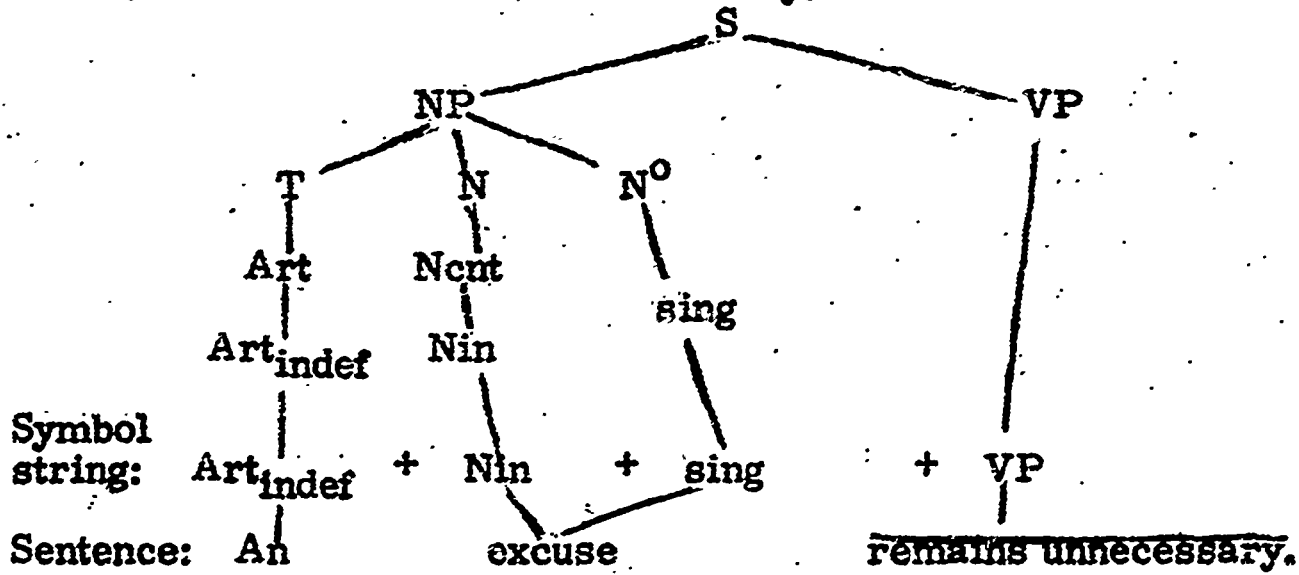 S
NP VP
T N Nº
Art Ncnt
sing
Art indef Nin
Symbol
string: Art indef + Nin + sing + VP
Sentence: An excuse remains unnecessary.